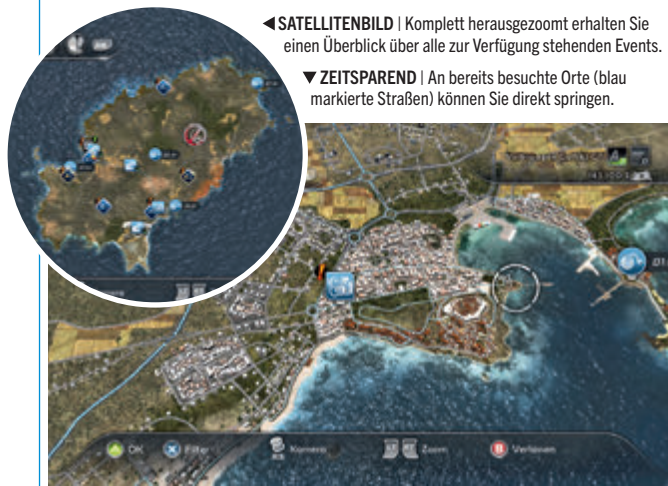 ◀ SATELLITENBILD | Komplett herausgezoomt erhalten Sie
einen Überblick über alle zur Verfügung stehenden Events.
▼ ZEITSPAREND | An bereits besuchte Orte (blau
markierte Straßen) können Sie direkt springen.
OK Filter Kamera Zoom Verlassen